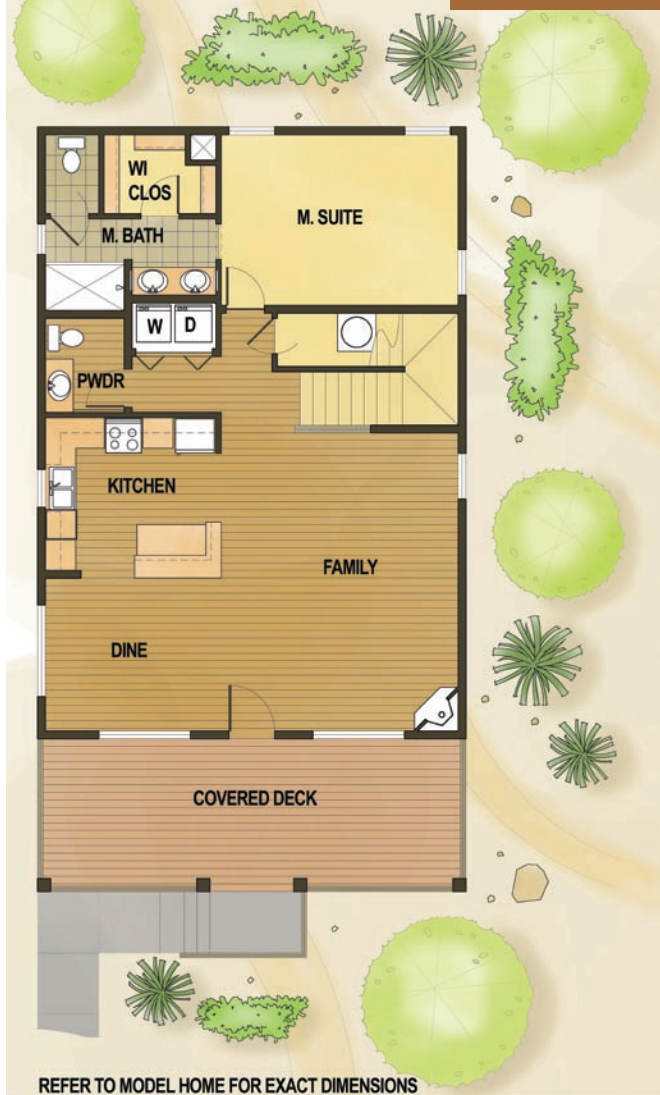 WI
CLOS
M. SUITE
M. BATH
W D
PWDR
KITCHEN
FAMILY
DINE
COVERED DECK
REFER TO MODEL HOME FOR EXACT DIMENSIONS